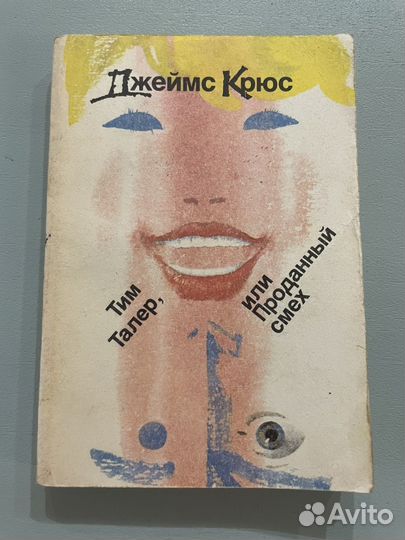 Джеймс Крюс
Тим
Талер,
или
Проданный
смех
Avito